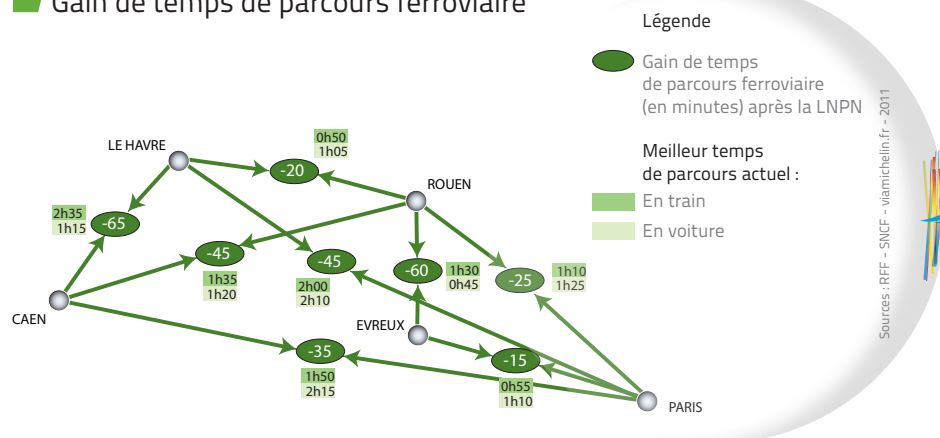 Gain de temps de parcours ferroviaire
Légende
Gain de temps
de parcours ferroviaire
(en minutes) après la LNPN
Meilleur temps
de parcours actuel :
En train
En voiture
Sources : RFF - SNCF - viamichelin.fr - 2011
LE HAVRE
0h50
1h05
-20
ROUEN
2h35
1h15
-65
-45
1h35
1h20
-45
2h00
2h10
-60
1h30
0h45
-25
1h10
1h25
CAEN
EVREUX
-35
1h50
2h15
-15
0h55
1h10
PARIS